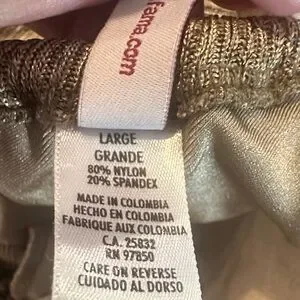 fama.com
LARGE
GRANDE
80% NYLON
20% SPANDEX
MADE IN COLOMBIA
HECHO EN COLOMBIA
FABRIQUE AUX COLOMBIE
C.A. 25832
RN 97850
CARE ON REVERSE
CUIDADO AL DORSO